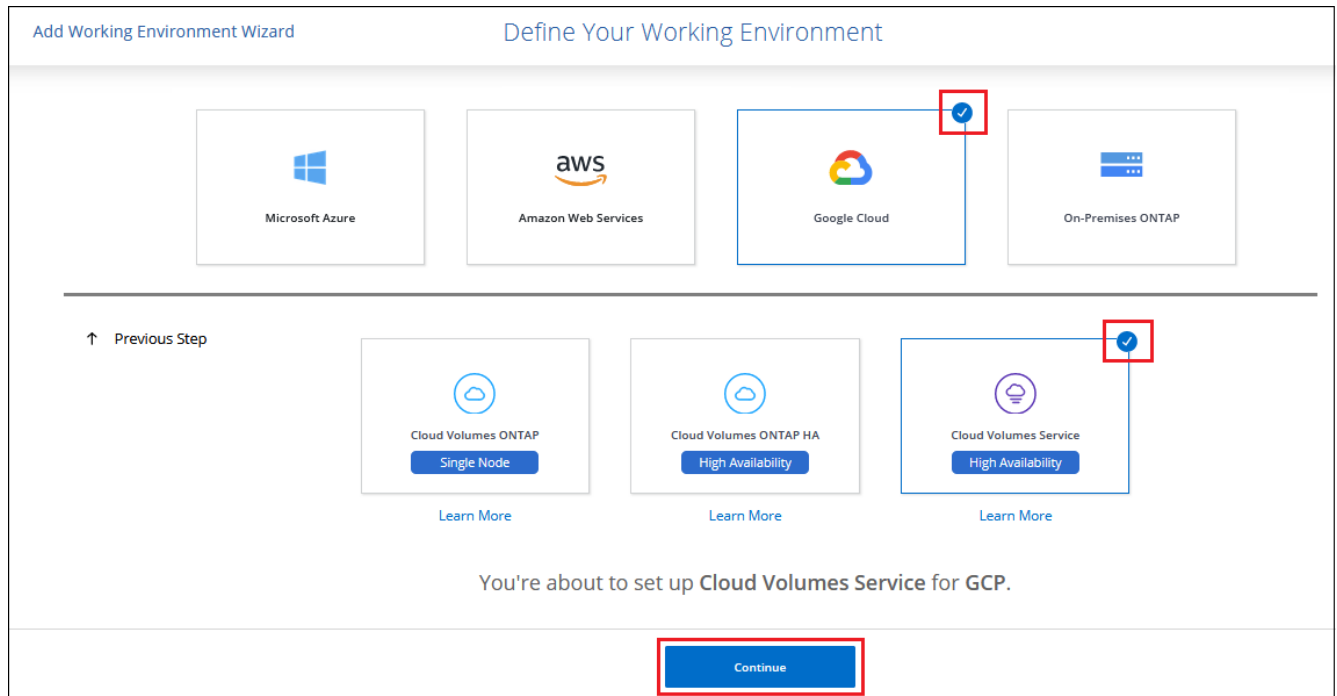 Add Working Environment Wizard
Define Your Working Environment
aws
Microsoft Azure
Amazon Web Services
Google Cloud
On-Premises ONTAP
↑ Previous Step
Cloud Volumes ONTAP
Single Node
Cloud Volumes ONTAP HA
High Availability
Cloud Volumes Service
High Availability
Learn More
Learn More
Learn More
You're about to set up Cloud Volumes Service for GCP.
Continue